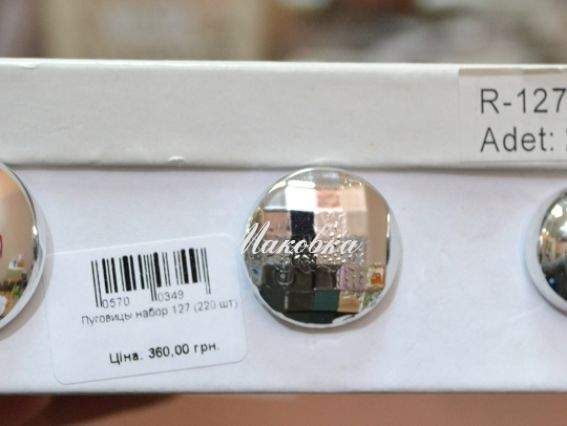 R-127
Adet:
Маковка
0570 0349
Пуговицы набор 127 (220 шт)
Ціна: 360,00 грн.